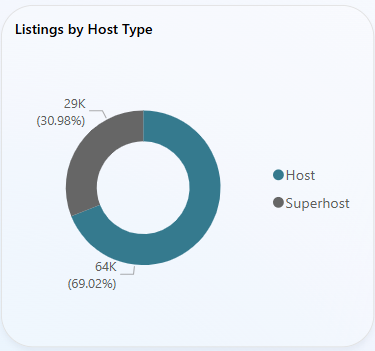 Listings by Host Type
29K
(30.98%)
Host
Superhost
64K
(69.02%)